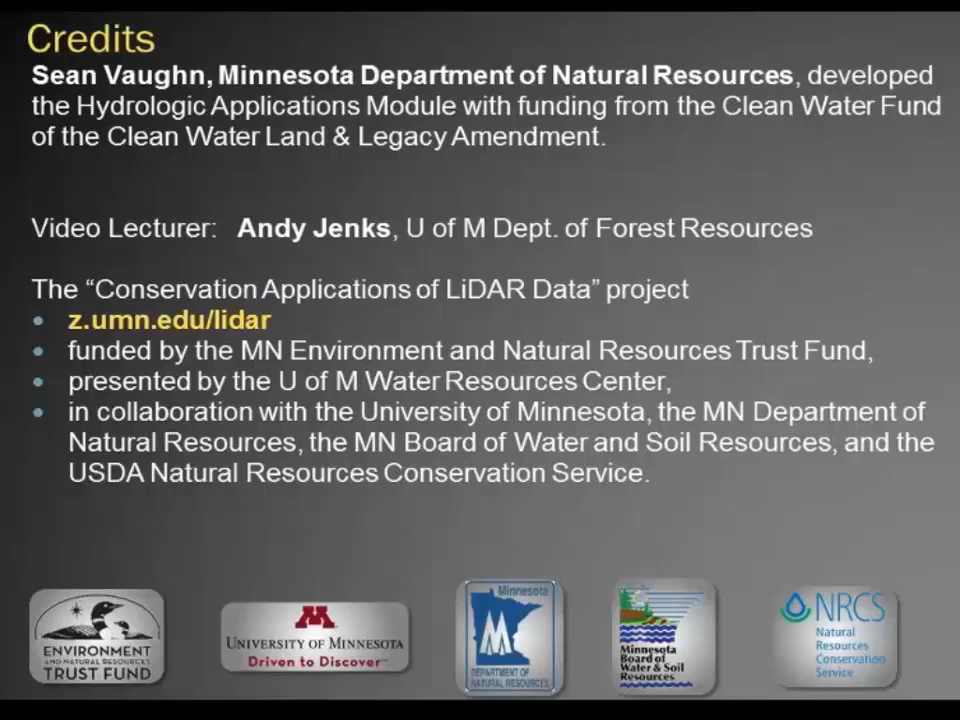 Credits
Sean Vaughn, Minnesota Department of Natural Resources, developed
the Hydrologic Applications Module with funding from the Clean Water Fund
of the Clean Water Land & Legacy Amendment.
Video Lecturer: Andy Jenks, U of M Dept. of Forest Resources
The “Conservation Applications of LiDAR Data” project
• z.umn.edu/lidar
• funded by the MN Environment and Natural Resources Trust Fund,
• presented by the U of M Water Resources Center,
• in collaboration with the University of Minnesota, the MN Department of
Natural Resources, the MN Board of Water and Soil Resources, and the
USDA Natural Resources Conservation Service.
ENVIRONMENT
AND NATURAL RESOURCES
TRUST FUND
M
UNIVERSITY OF MINNESOTA
Driven to Discover
Minnesota
M
DEPARTMENT OF
NATURAL RESOURCES
Minnesota
Board of
Water & Soil
Resources
NRCS
Natural
Resources
Conservation
Service